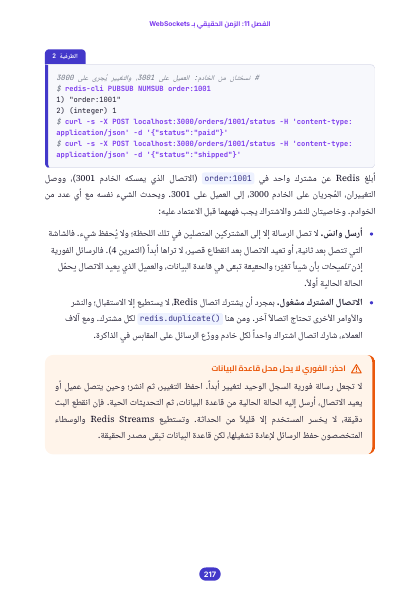 الفصل 11: الزمن الحقيقي بـ WebSockets
الطرفية 2
# نسختان من الخادم: العميل على 3001، والتغيير يُجرى على 3000
$ redis-cli PUBSUB NUMSUB order:1001
1) "order:1001"
2) (integer) 1
$ curl -s -X POST localhost:3000/orders/1001/status -H 'content-type:
application/json' -d '{"status":"paid"}'
$ curl -s -X POST localhost:3000/orders/1001/status -H 'content-type:
application/json' -d '{"status":"shipped"}'
أبلغ Redis عن مشترك واحد في order:1001 (الاتصال الذي يمسكه الخادم 3001)، ووصل
التغييران، المُجريان على الخادم 3000، إلى العميل على 3001. ويحدث الشيء نفسه مع أي عدد من
الخوادم. وخاصيتان للنشر والاشتراك يجب فهمهما قبل الاعتماد عليه:
• أرسل وانسَ. لا تصل الرسالة إلا إلى المشتركين المتصلين في تلك اللحظة؛ ولا يُحفظ شيء. فالشاشة
التي تتصل بعد ثانية، أو تعيد الاتصال بعد انقطاع قصير، لا تراها أبداً (التمرين 4). فالرسائل الفورية
إذن تلميحات بأن شيئاً تغيّر؛ والحقيقة تبقى في قاعدة البيانات، والعميل الذي يعيد الاتصال يحمّل
الحالة الحالية أولاً.
• الاتصال المشترك مشغول. بمجرد أن يشترك اتصال Redis، لا يستطيع إلا الاستقبال؛ والنشر
والأوامر الأخرى تحتاج اتصالاً آخر. ومن هنا redis.duplicate() لكل مشترك. ومع آلاف
العملاء، شارك اتصال اشتراك واحداً لكل خادم ووزّع الرسائل على المقابس في الذاكرة.
احذر: الفوري لا يحل محل قاعدة البيانات
لا تجعل رسالة فورية السجل الوحيد لتغيير أبداً. احفظ التغيير، ثم انشر؛ وحين يتصل عميل أو
يعيد الاتصال، أرسل إليه الحالة الحالية من قاعدة البيانات، ثم التحديثات الحية. فإن انقطع البث
دقيقة، لا يخسر المستخدم إلا قليلاً من الحداثة. وتستطيع Redis Streams والوسطاء
المتخصصون حفظ الرسائل لإعادة تشغيلها، لكن قاعدة البيانات تبقى مصدر الحقيقة.
217